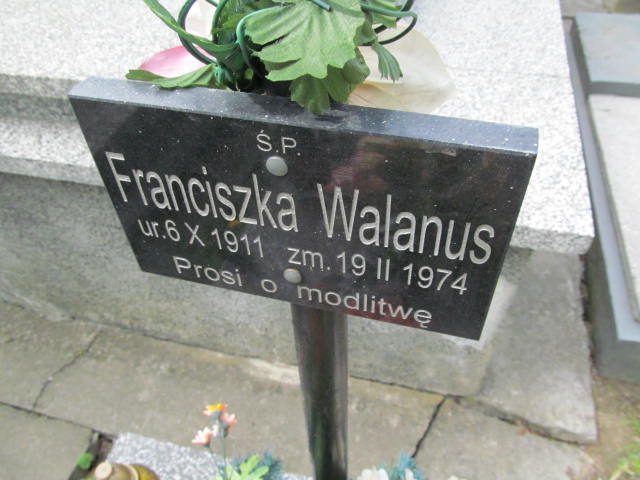 Ś.P.
Franciszka Walanus
ur.6 X 1911 zm.19 II 1974
Prosi o modlitwę